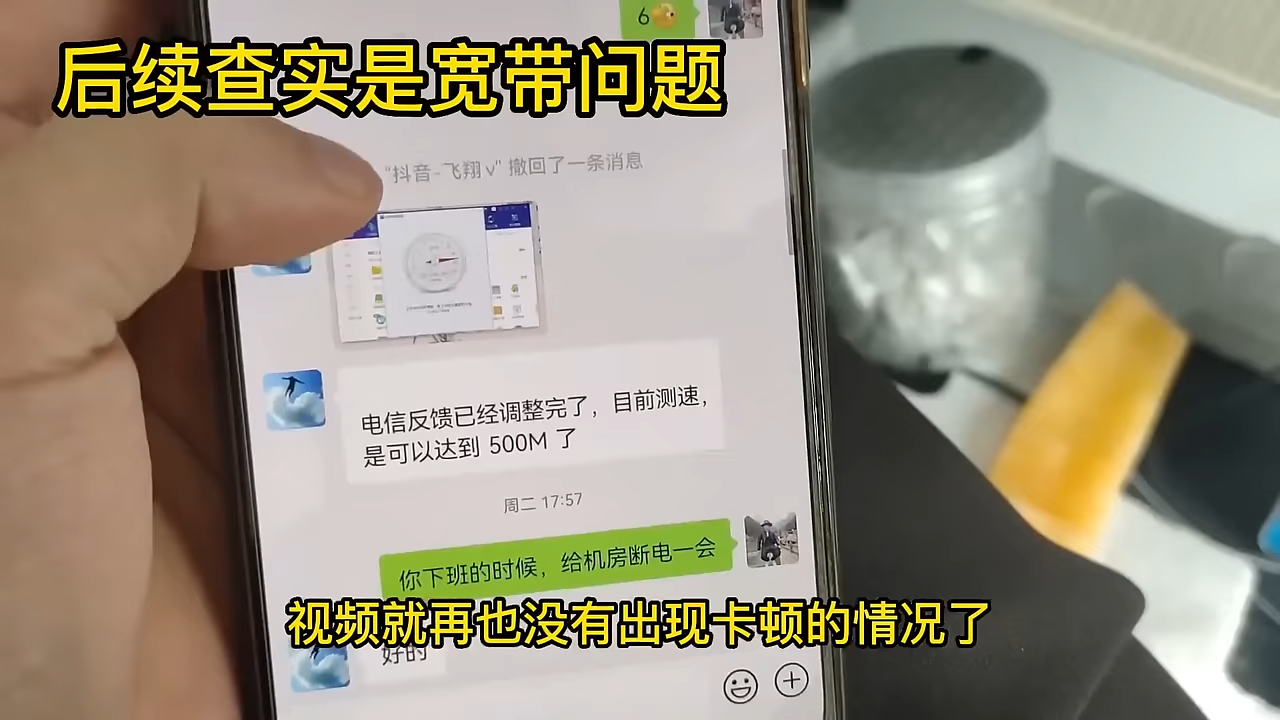 6
后续查实是宽带问题
"抖音-飞翔v" 撤回了一条消息
电信反馈已经调整完了，目前测速，
是可以达到 500M 了
周二 17:57
你下班的时候，给机房断电一会
视频就再也没有出现卡顿的情况了
好的